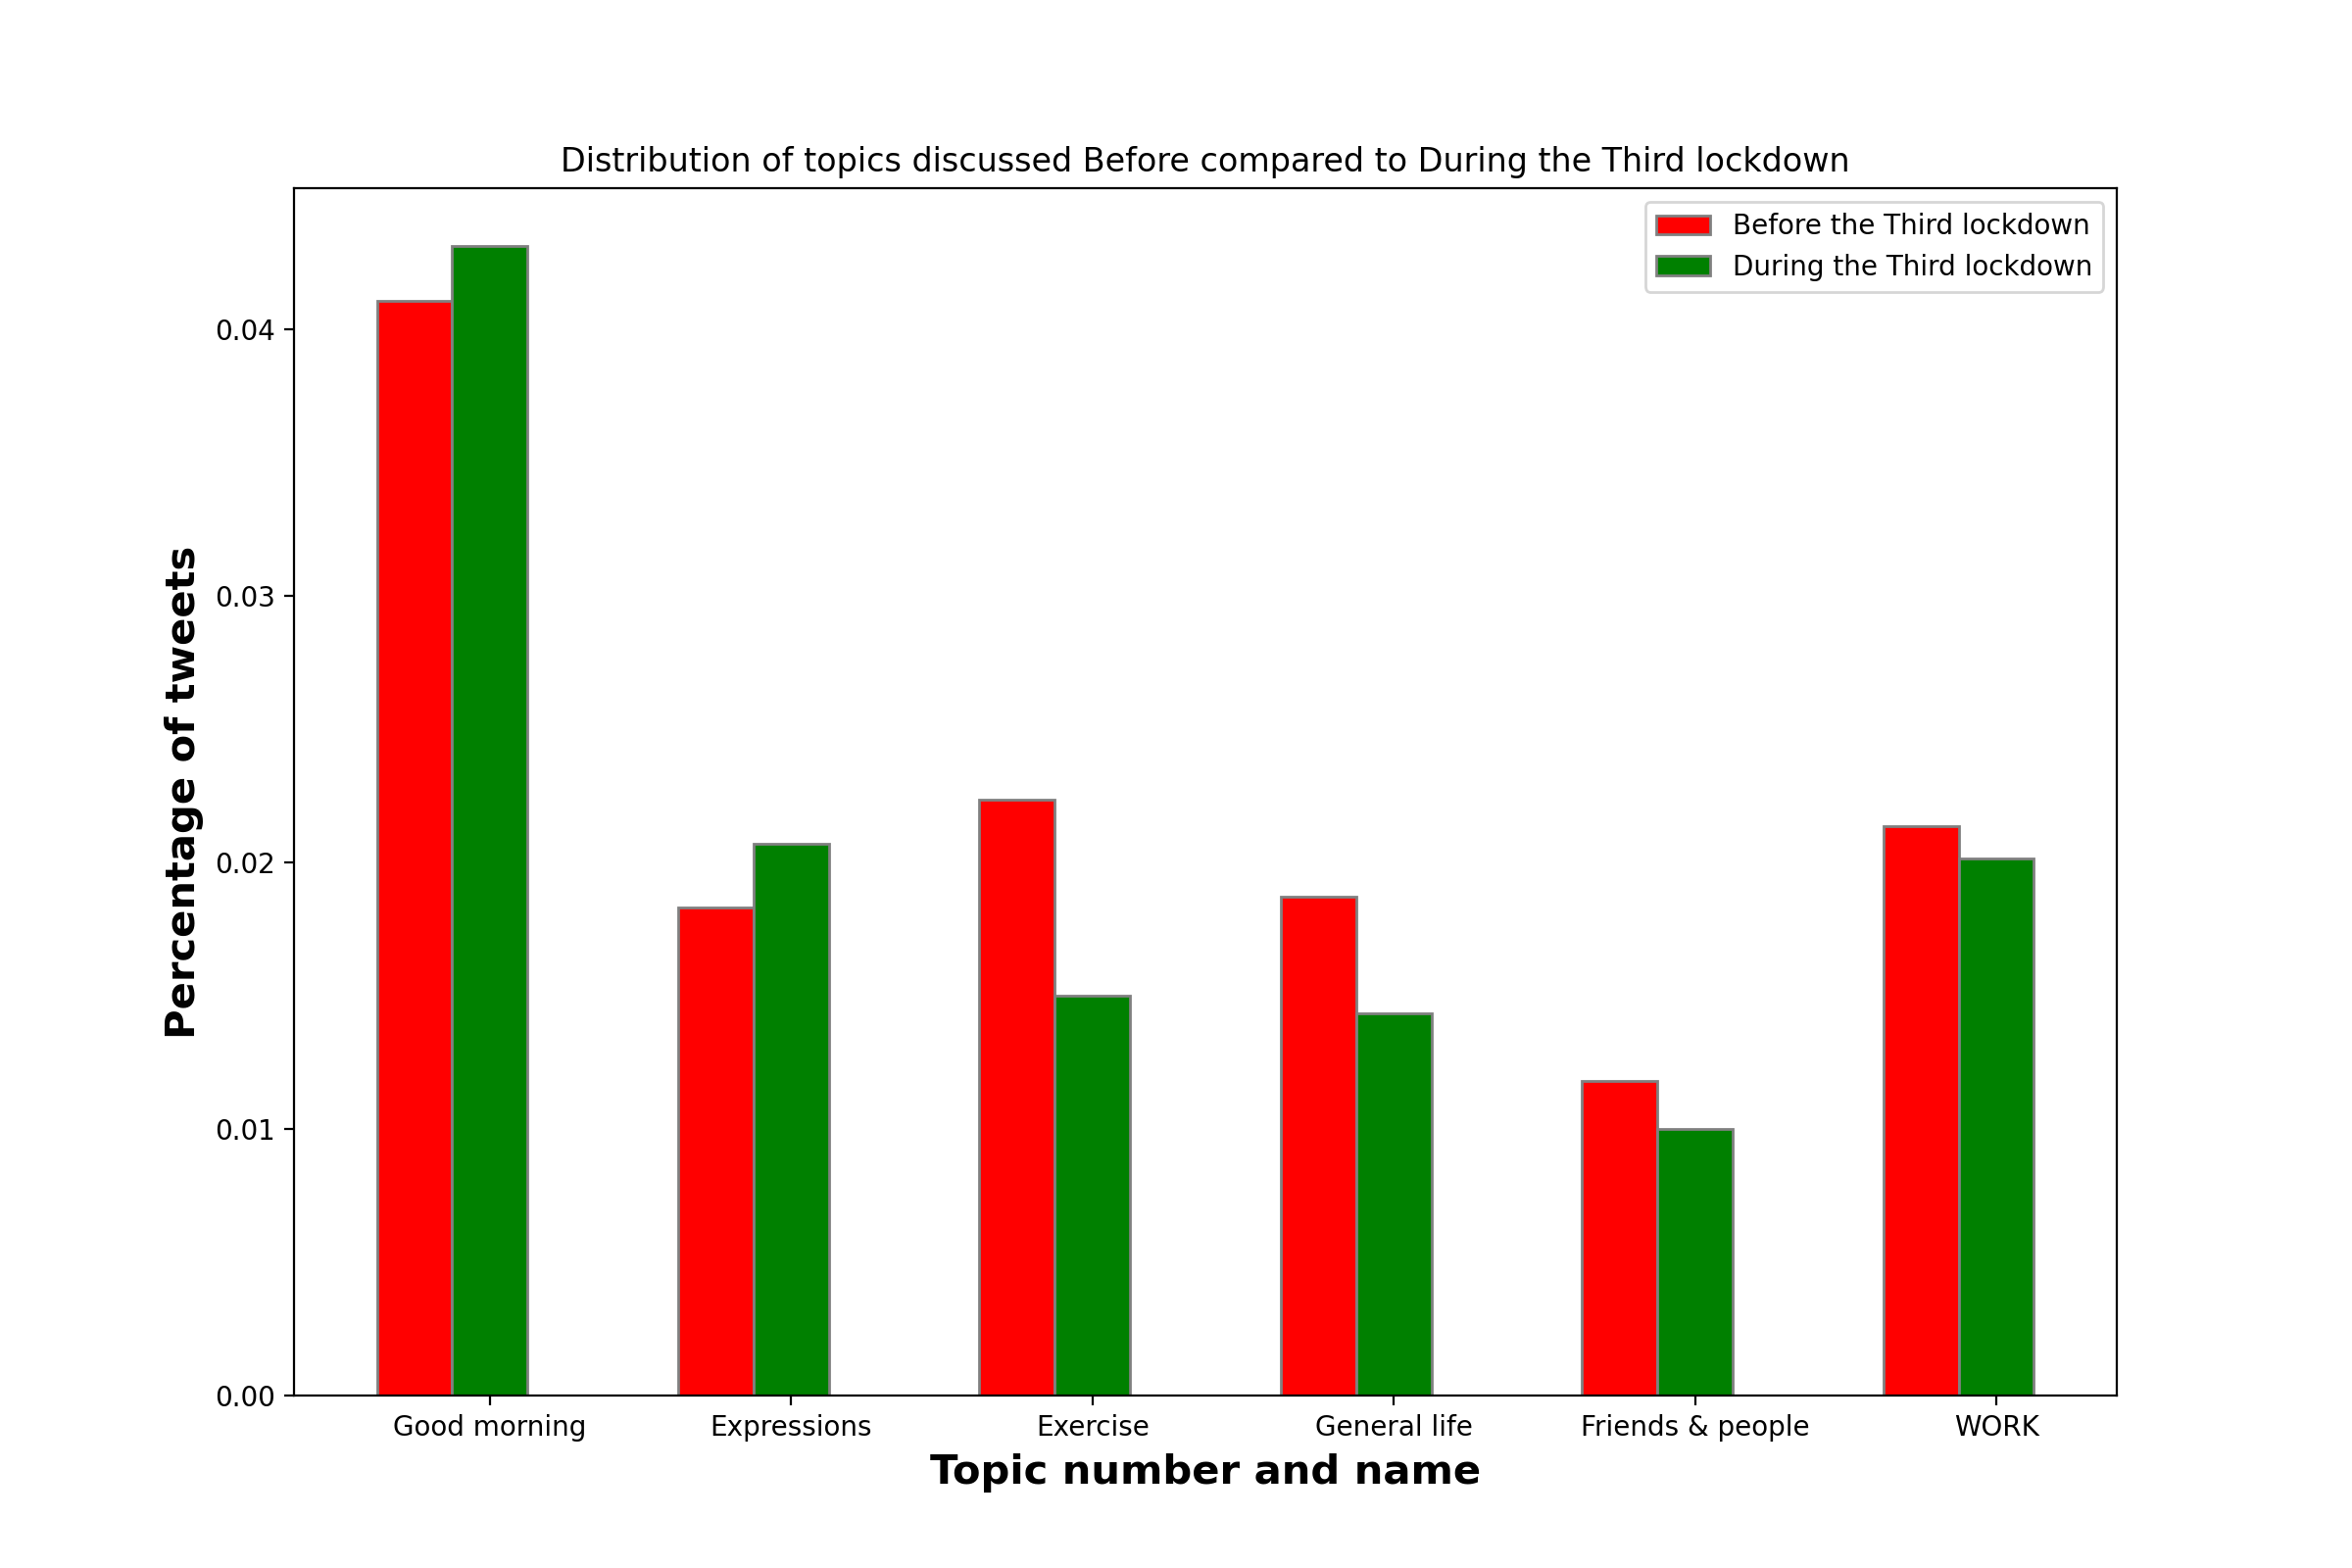 Distribution of topics discussed Before compared to During the Third lockdown
Before the Third lockdown
During the Third lockdown
Percentage of tweets
0.04
0.03
0.02
0.01
0.00
Good morning
Expressions
Exercise
General life
Friends & people
WORK
Topic number and name